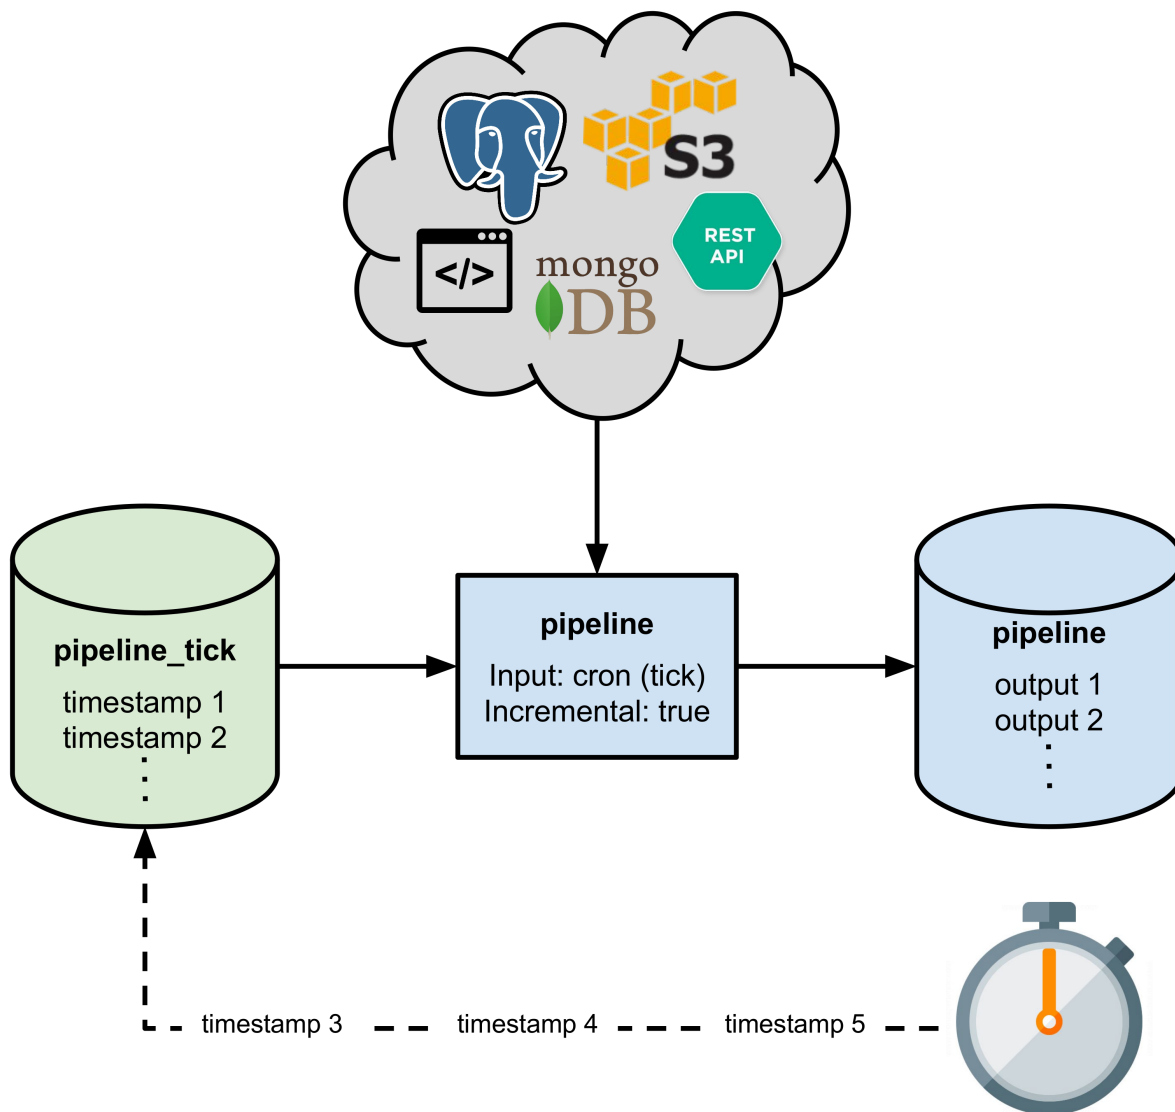 S3
REST
API
</>
mongo
DB
pipeline_tick
timestamp 1
timestamp 2
pipeline
Input: cron (tick)
Incremental: true
pipeline
output 1
output 2
timestamp 3
timestamp 4
timestamp 5